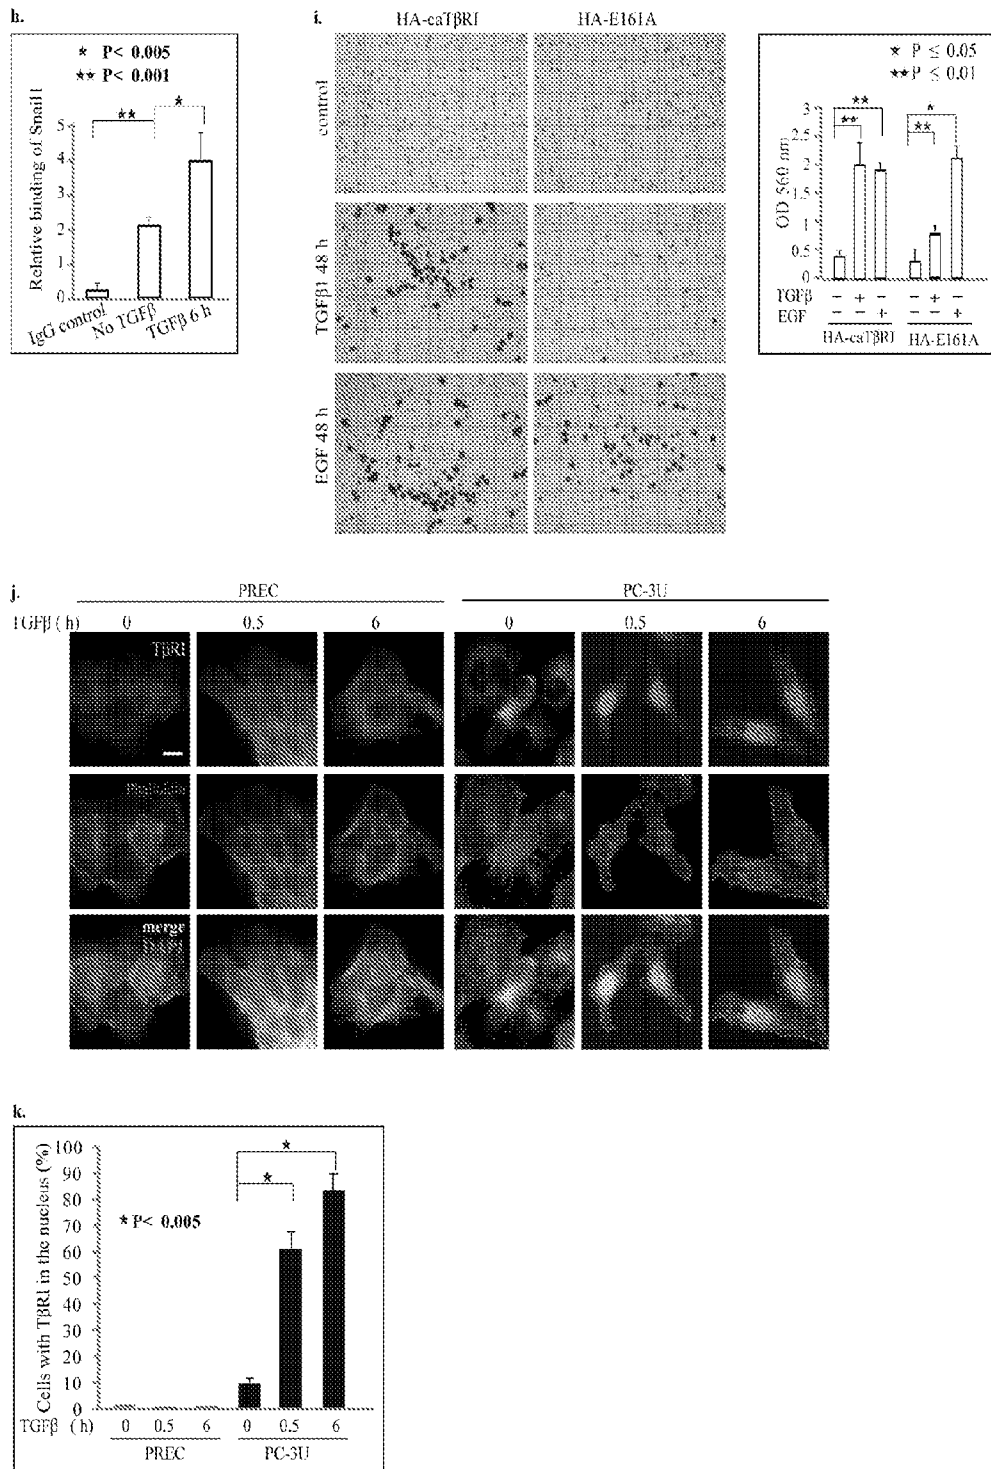 h.
* P< 0.005
** P< 0.001
Relative binding of Snail1
5
4
3
2
1
0
**
*
IgG control
No TGFβ
TGFβ 6 h
i.
HA-caTβRI
HA-E161A
control
TGFβ1 48 h
EGF 48 h
* P ≤ 0.05
** P ≤ 0.01
OD 560 nm
3
2.5
2
1.5
1
0.5
0
**
**
**
*
TGFβ − + − − + −
EGF − − + − − +
HA-caTβRI HA-E161A
j.
PREC PC-3U
TGFβ ( h) 0 0.5 6 0 0.5 6
TβRI
merge
DAPI
k.
Cells with TβRI in the nucleus (%)
100
90
80
70
60
50
40
30
20
10
0
* P< 0.005
*
*
TGFβ ( h) 0 0.5 6 0 0.5 6
PREC PC-3U